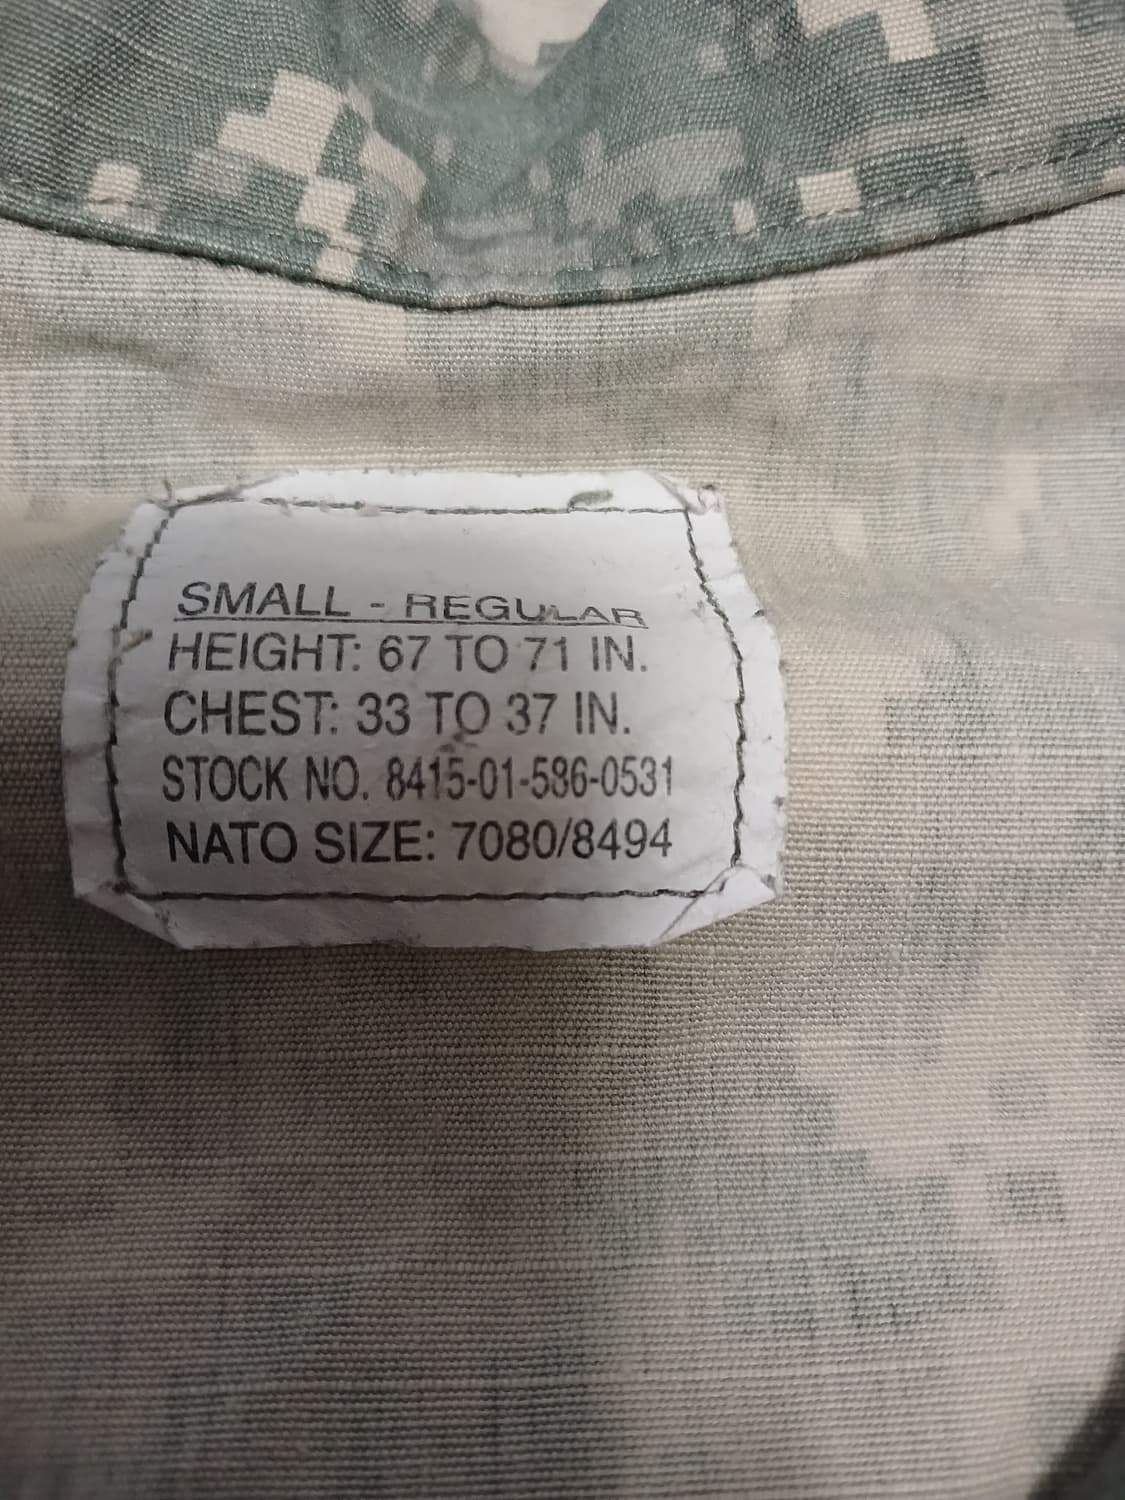 SMALL - REGULAR
HEIGHT: 67 TO 71 IN.
CHEST: 33 TO 37 IN.
STOCK NO. 8415-01-586-0531
NATO SIZE: 7080/8494